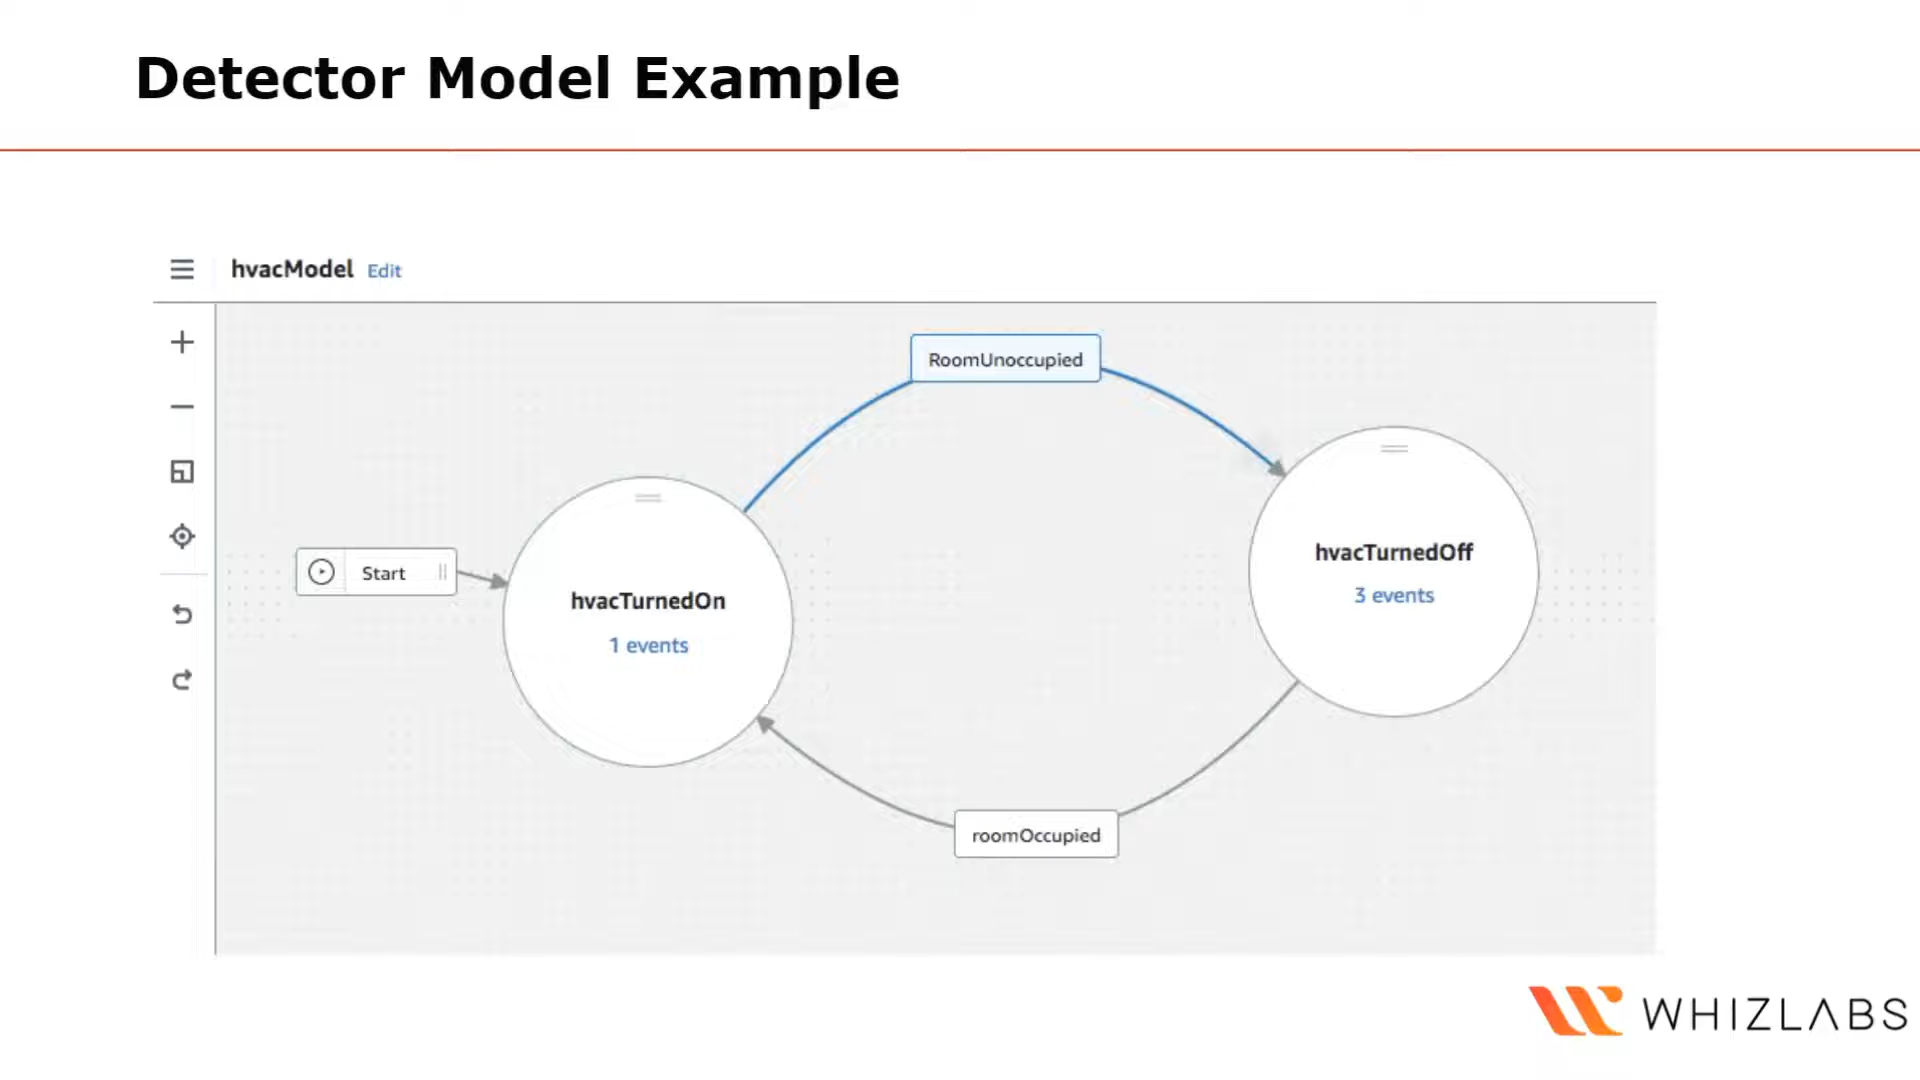 Detector Model Example
hvacModel Edit
RoomUnoccupied
hvacTurnedOff
3 events
Start
hvacTurnedOn
1 events
roomOccupied
WHIZLABS